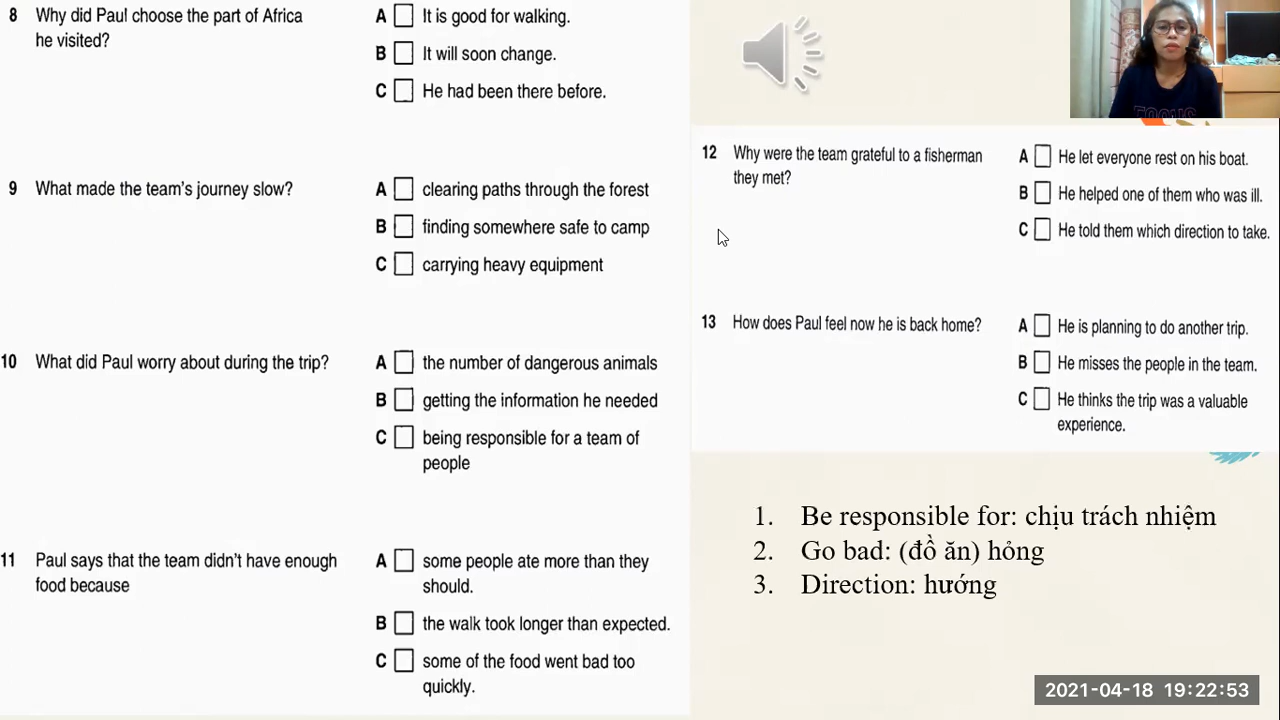 8 Why did Paul choose the part of Africa
he visited?
A It is good for walking.
B It will soon change.
C He had been there before.
9 What made the team's journey slow?
A clearing paths through the forest
B finding somewhere safe to camp
C carrying heavy equipment
10 What did Paul worry about during the trip?
A the number of dangerous animals
B getting the information he needed
C being responsible for a team of
people
11 Paul says that the team didn't have enough
food because
A some people ate more than they
should.
B the walk took longer than expected.
C some of the food went bad too
quickly.
12 Why were the team grateful to a fisherman
they met?
A He let everyone rest on his boat.
B He helped one of them who was ill.
C He told them which direction to take.
13 How does Paul feel now he is back home?
A He is planning to do another trip.
B He misses the people in the team.
C He thinks the trip was a valuable
experience.
1. Be responsible for: chịu trách nhiệm
2. Go bad: (đồ ăn) hỏng
3. Direction: hướng
FOCUS
2021-04-18 19:22:53